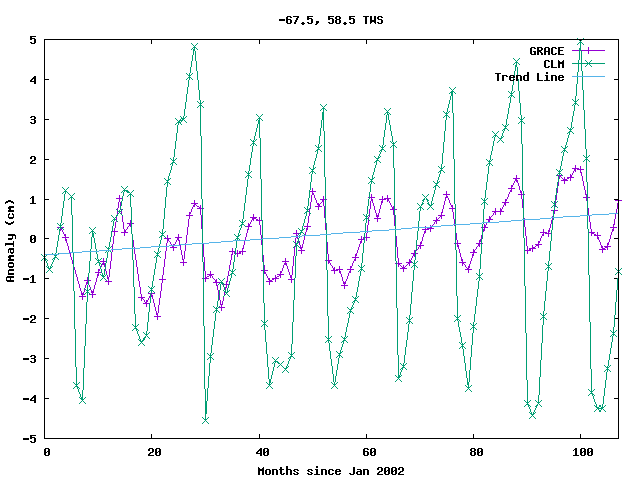 -67.5, 58.5 TWS
GRACE
CLM
Trend Line
5
4
3
2
1
0
-1
-2
-3
-4
-5
Anomaly (cm)
0 20 40 60 80 100
Months since Jan 2002